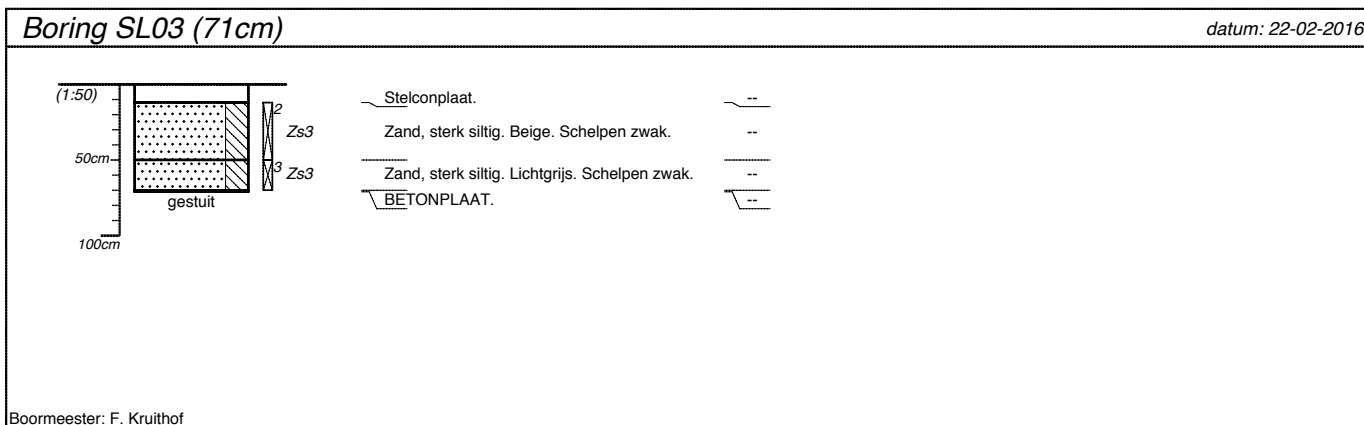 Boring SL03 (71cm) datum: 22-02-2016
(1:50) Stelconplaat. --
2
Zs3 Zand, sterk siltig. Beige. Schelpen zwak. --
50cm
3 Zs3 Zand, sterk siltig. Lichtgrijs. Schelpen zwak. --
gestuit BETONPLAAT. --
100cm
Boormeester: F. Kruithof